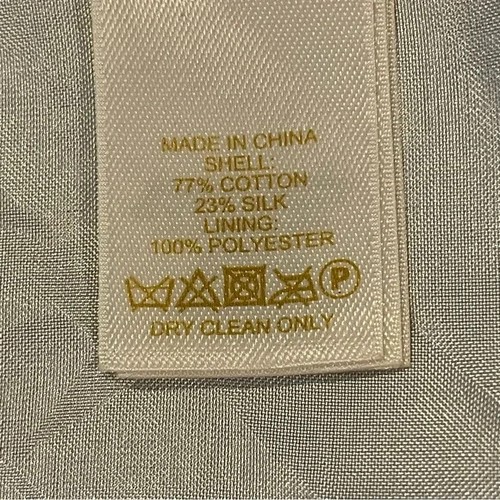 MADE IN CHINA
SHELL:
77% COTTON
23% SILK
LINING:
100% POLYESTER
P
DRY CLEAN ONLY